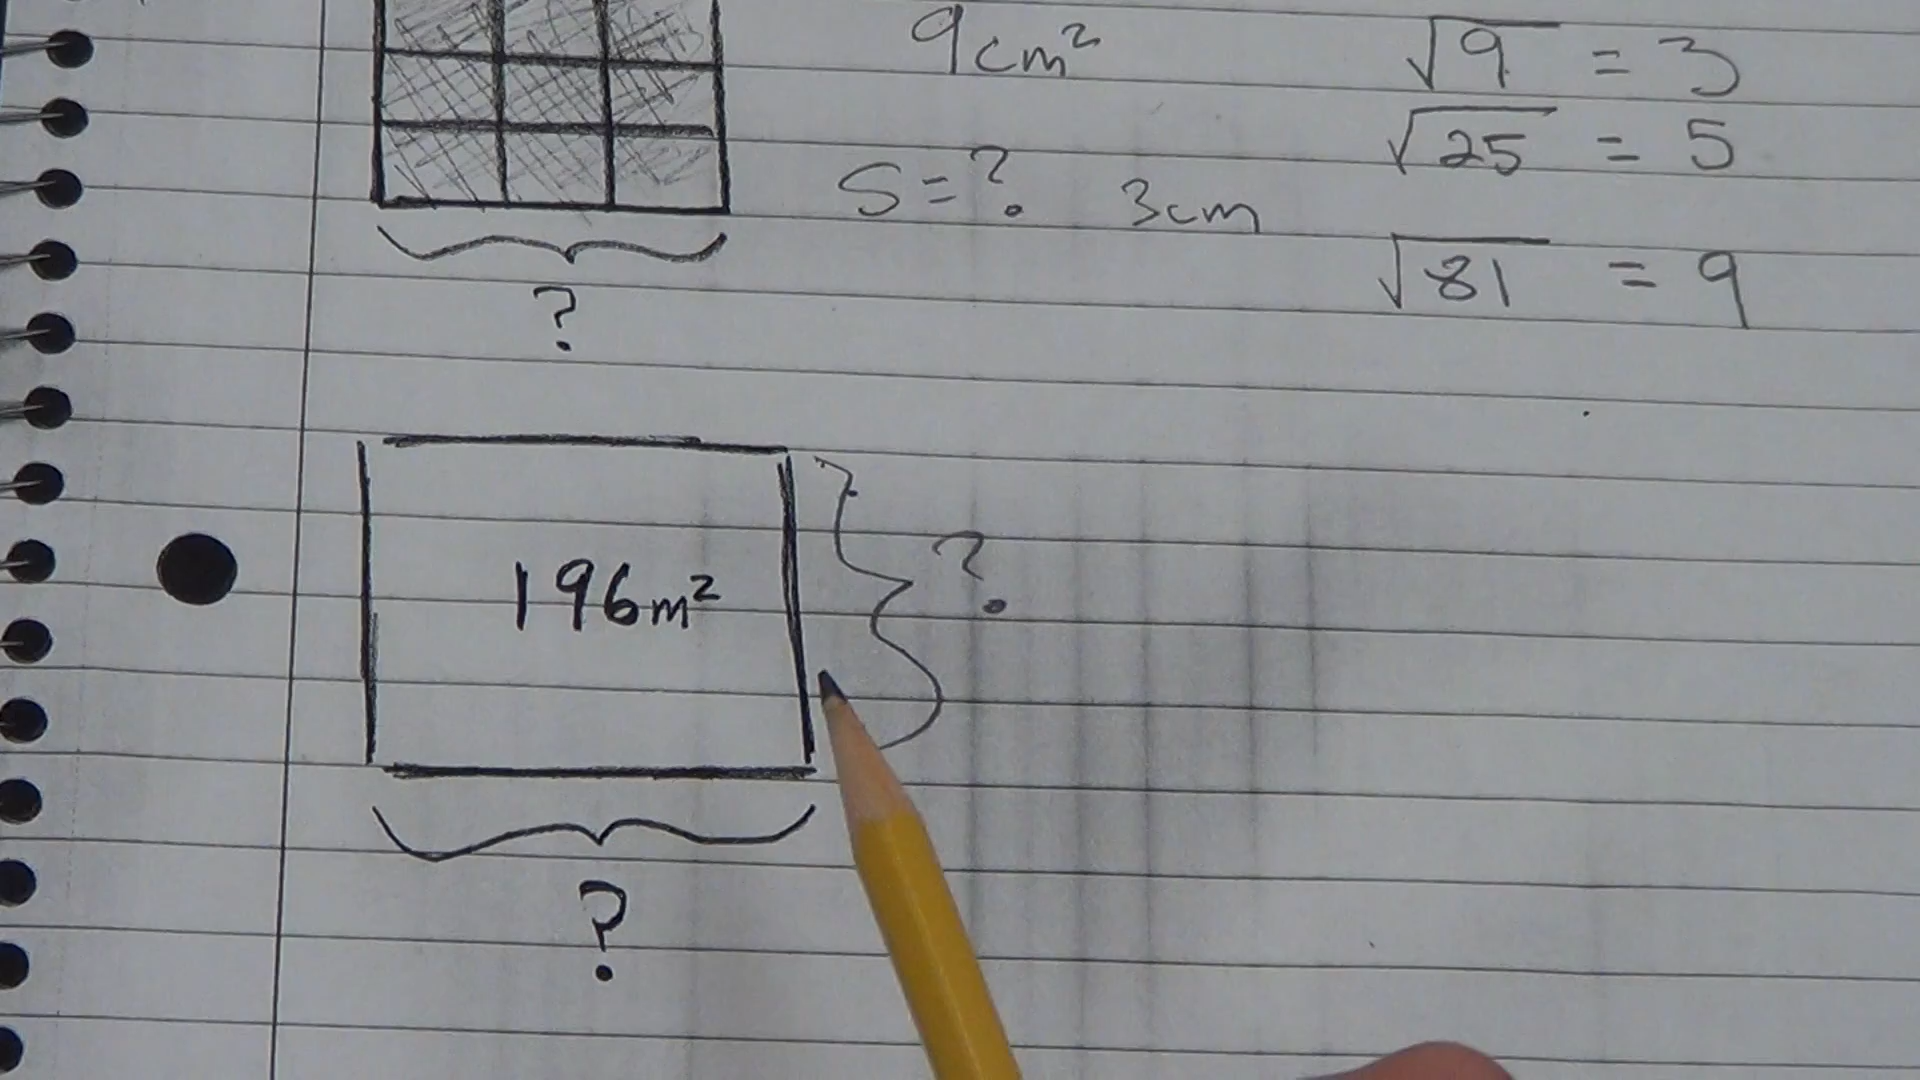 9cm²
√9 = 3
√25 = 5
S=? 3cm
√81 = 9
?
196m²
?
?